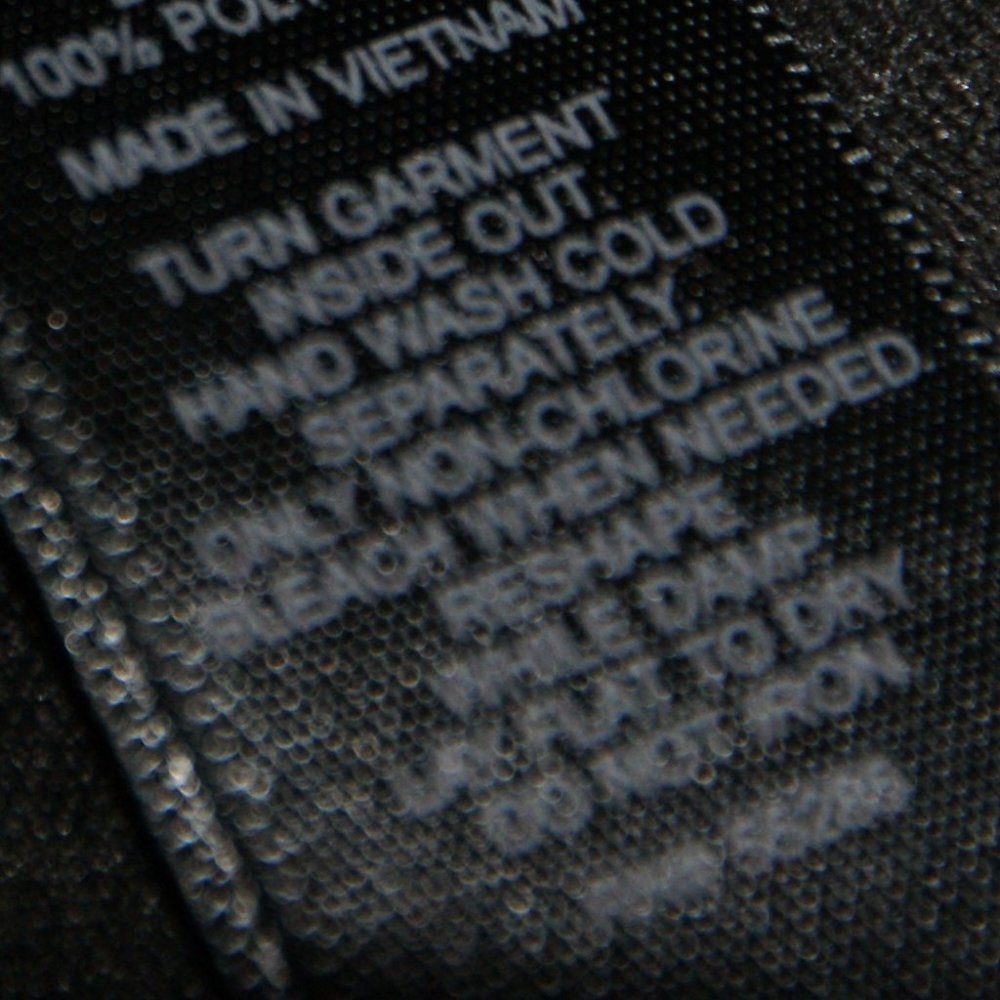 100%
MADE IN VIETNAM
TURN GARMENT
INSIDE OUT.
HAND WASH COLD
SEPARATELY.
ONLY NON-CHLORINE
BLEACH WHEN NEEDED.
RESHAPE
WHILE DAMP
LAY FLAT TO DRY
DO NOT IRON